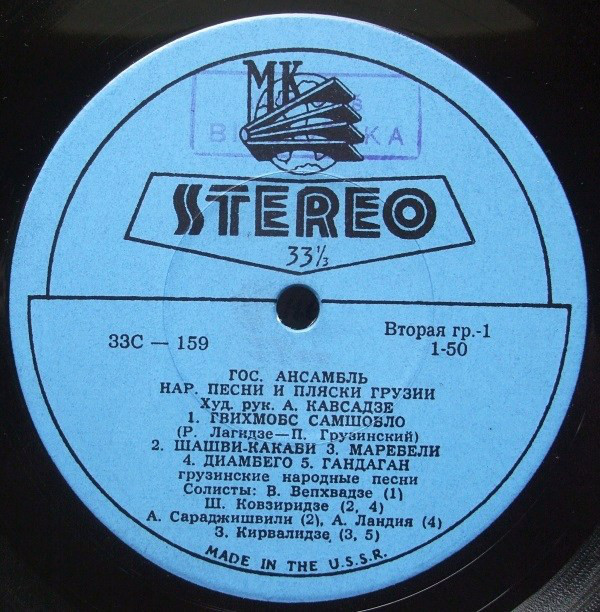 МК
STEREO
33⅓
33С — 159
Вторая гр.-1
1-50
ГОС. АНСАМБЛЬ
НАР. ПЕСНИ И ПЛЯСКИ ГРУЗИИ
Худ. рук. А. КАВСАДЗЕ
1. ГВИХМОБС САМШОБЛО
(Р. Лагидзе—П. Грузинский)
2. ШАШВИ-КАКАБИ 3. МАРЕБЕЛИ
4. ДИАМБЕГО 5. ГАНДАГАН
грузинские народные песни
Солисты: В. Вепхвадзе (1)
Ш. Ковзиридзе (2, 4)
А. Сараджишвили (2), А. Ландия (4)
З. Кирвалидзе (3, 5)
MADE IN THE U.S.S.R.